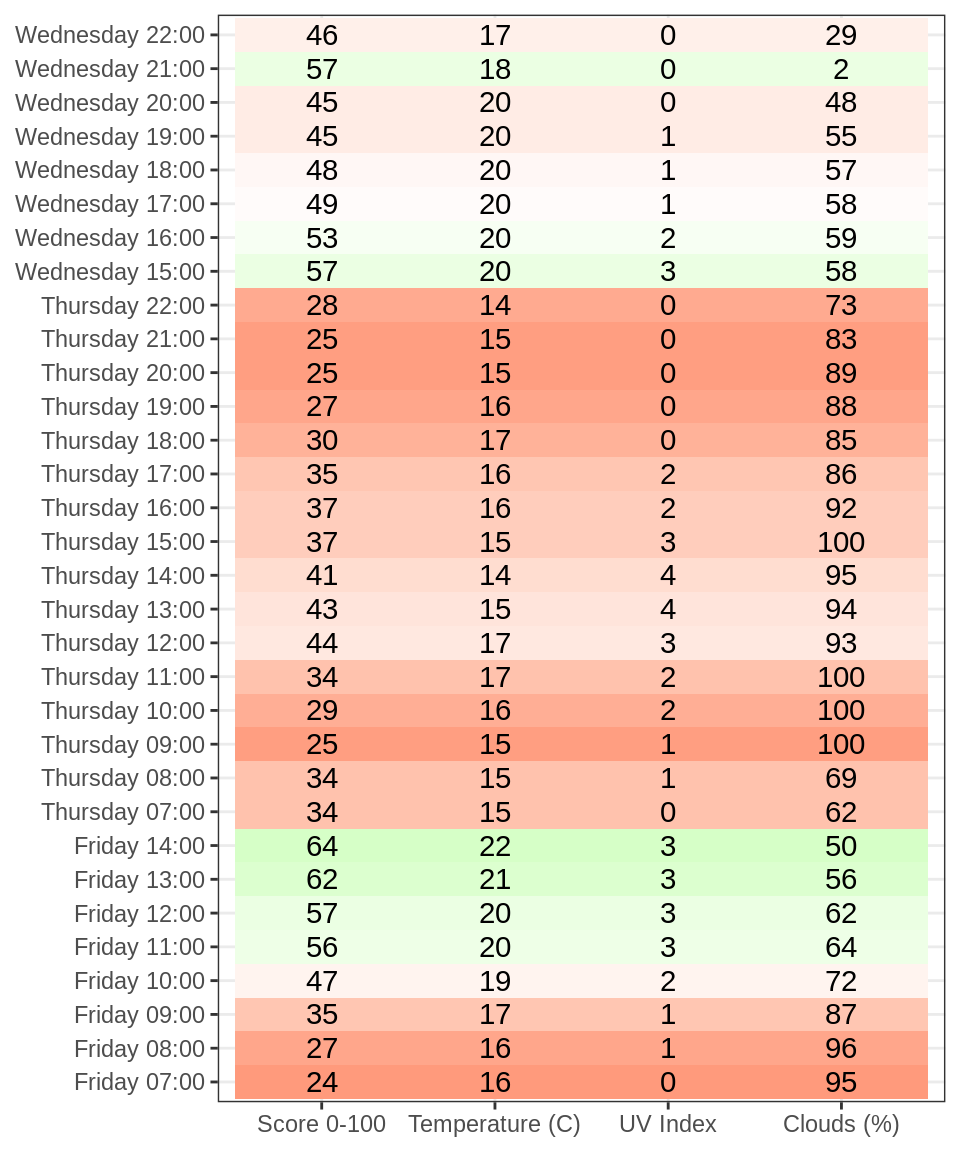 Wednesday 22:00 46 17 0 29
Wednesday 21:00 57 18 0 2
Wednesday 20:00 45 20 0 48
Wednesday 19:00 45 20 1 55
Wednesday 18:00 48 20 1 57
Wednesday 17:00 49 20 1 58
Wednesday 16:00 53 20 2 59
Wednesday 15:00 57 20 3 58
Thursday 22:00 28 14 0 73
Thursday 21:00 25 15 0 83
Thursday 20:00 25 15 0 89
Thursday 19:00 27 16 0 88
Thursday 18:00 30 17 0 85
Thursday 17:00 35 16 2 86
Thursday 16:00 37 16 2 92
Thursday 15:00 37 15 3 100
Thursday 14:00 41 14 4 95
Thursday 13:00 43 15 4 94
Thursday 12:00 44 17 3 93
Thursday 11:00 34 17 2 100
Thursday 10:00 29 16 2 100
Thursday 09:00 25 15 1 100
Thursday 08:00 34 15 1 69
Thursday 07:00 34 15 0 62
Friday 14:00 64 22 3 50
Friday 13:00 62 21 3 56
Friday 12:00 57 20 3 62
Friday 11:00 56 20 3 64
Friday 10:00 47 19 2 72
Friday 09:00 35 17 1 87
Friday 08:00 27 16 1 96
Friday 07:00 24 16 0 95
Score 0-100 Temperature (C) UV Index Clouds (%)